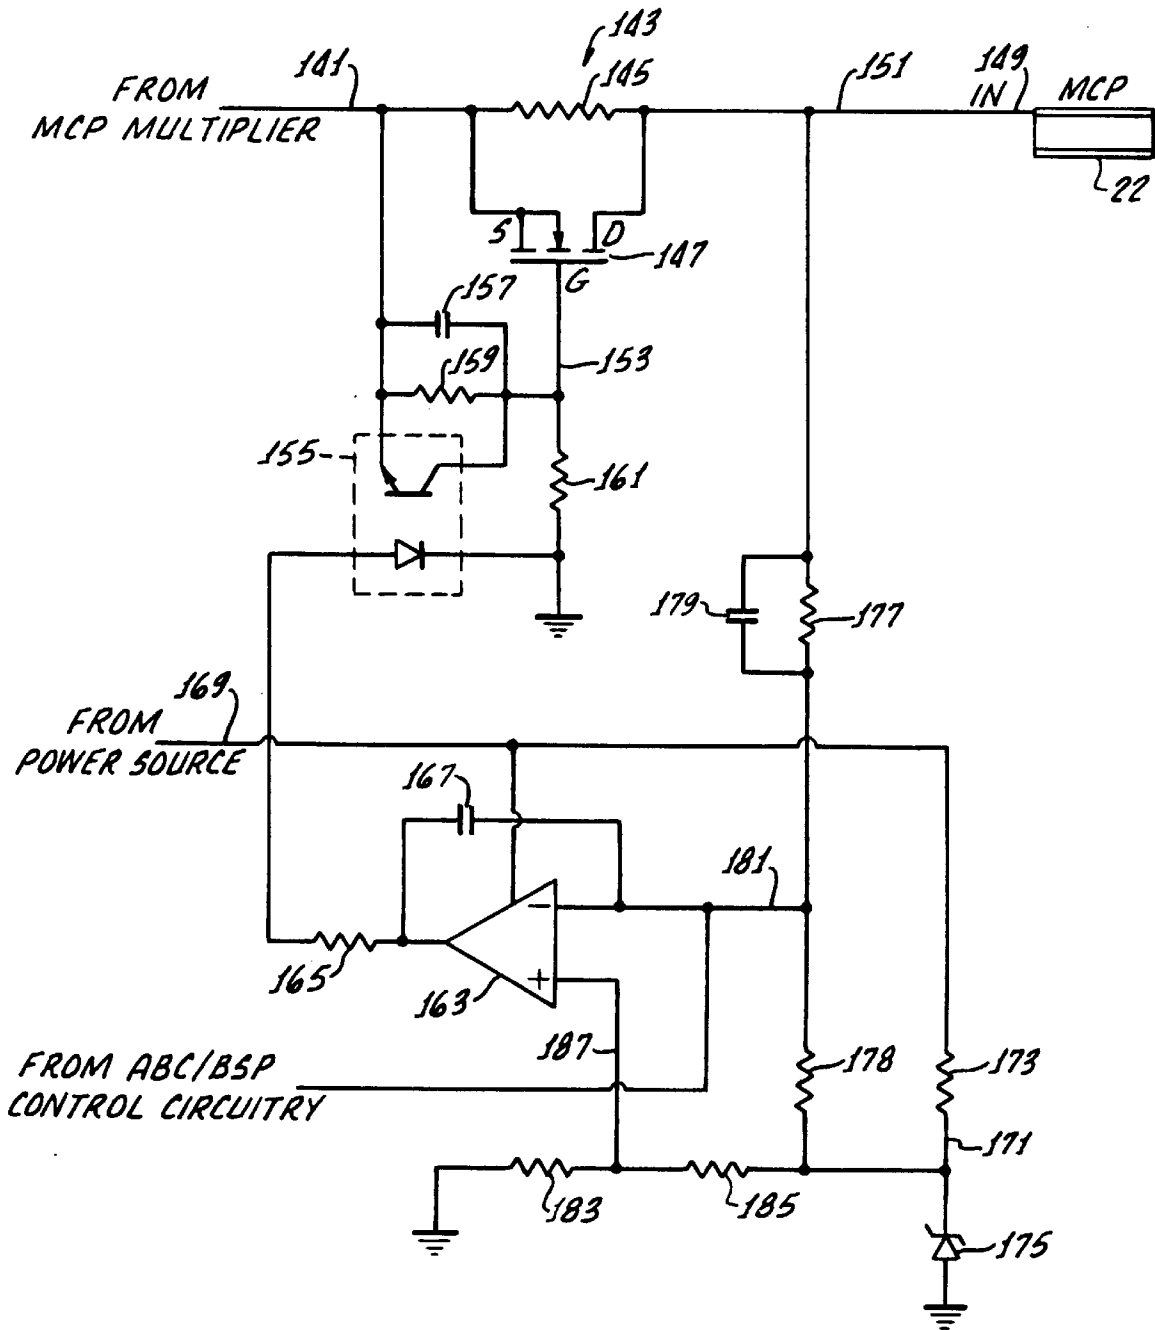 143
141
145
151
149
FROM
MCP MULTIPLIER
IN
MCP
22
S
D
147
G
157
153
159
155
161
179
177
169
FROM
POWER SOURCE
167
181
−
+
165
163
187
178
173
FROM ABC/BSP
CONTROL CIRCUITRY
171
183
185
175